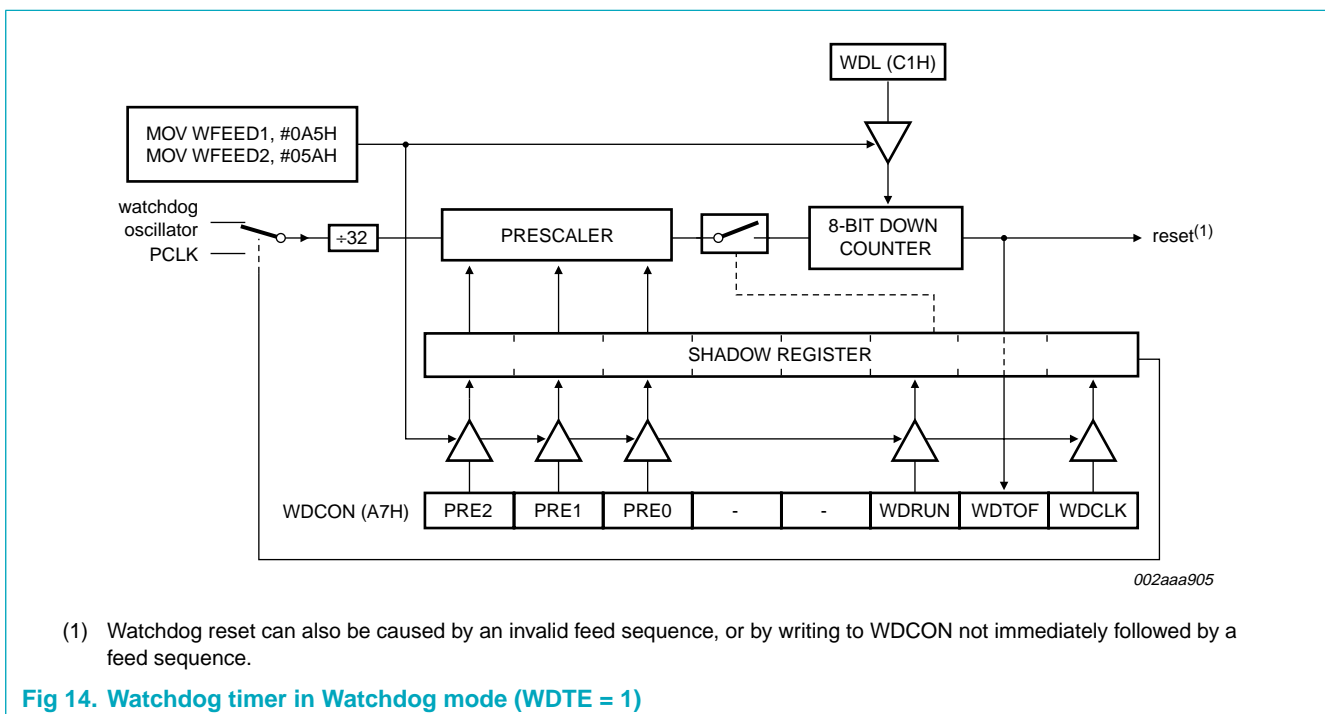 WDL (C1H)
MOV WFEED1, #0A5H
MOV WFEED2, #05AH
watchdog
oscillator
PCLK
÷32
PRESCALER
8-BIT DOWN
COUNTER
reset(1)
SHADOW REGISTER
WDCON (A7H)
PRE2
PRE1
PRE0
-
-
WDRUN
WDTOF
WDCLK
002aaa905
(1) Watchdog reset can also be caused by an invalid feed sequence, or by writing to WDCON not immediately followed by a
feed sequence.
Fig 14. Watchdog timer in Watchdog mode (WDTE = 1)